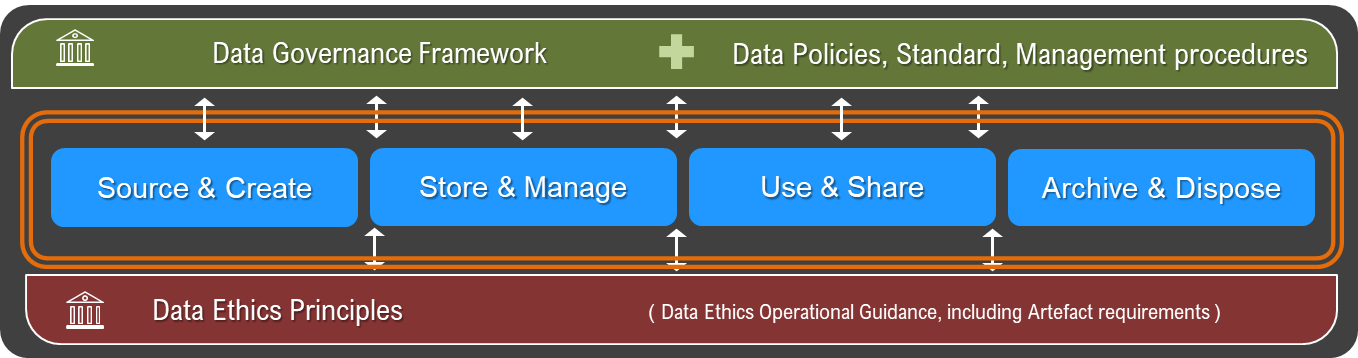 Data Governance Framework
Data Policies, Standard, Management procedures
Source & Create
Store & Manage
Use & Share
Archive & Dispose
Data Ethics Principles
( Data Ethics Operational Guidance, including Artefact requirements )